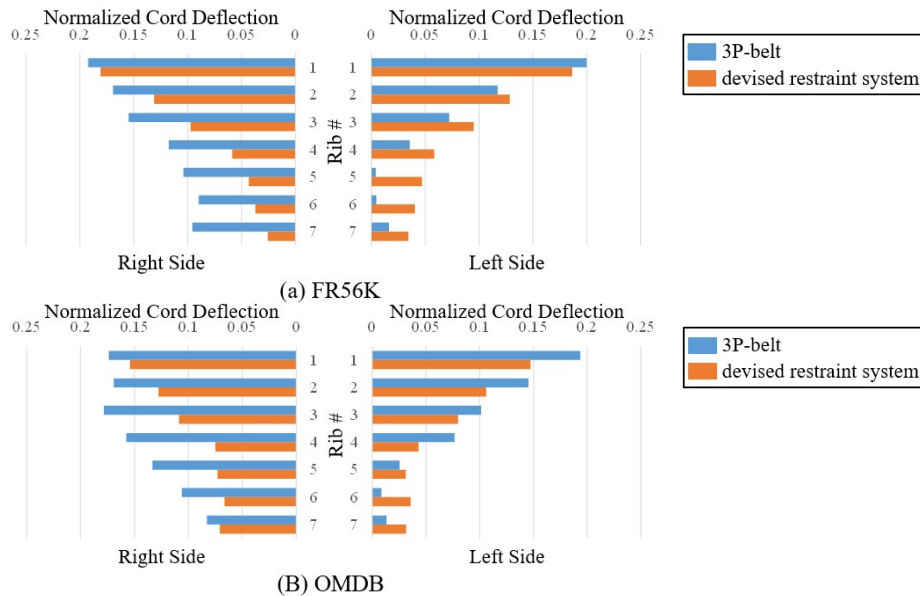 Normalized Cord Deflection Normalized Cord Deflection
0.25 0.2 0.15 0.1 0.05 0 0 0.05 0.1 0.15 0.2 0.25
3P-belt
devised restraint system
1 1
2 2
3 3
Rib #
4 4
5 5
6 6
7 7
Right Side Left Side
(a) FR56K
Normalized Cord Deflection Normalized Cord Deflection
0.25 0.2 0.15 0.1 0.05 0 0 0.05 0.1 0.15 0.2 0.25
3P-belt
devised restraint system
1 1
2 2
3 3
Rib #
4 4
5 5
6 6
7 7
Right Side Left Side
(B) OMDB